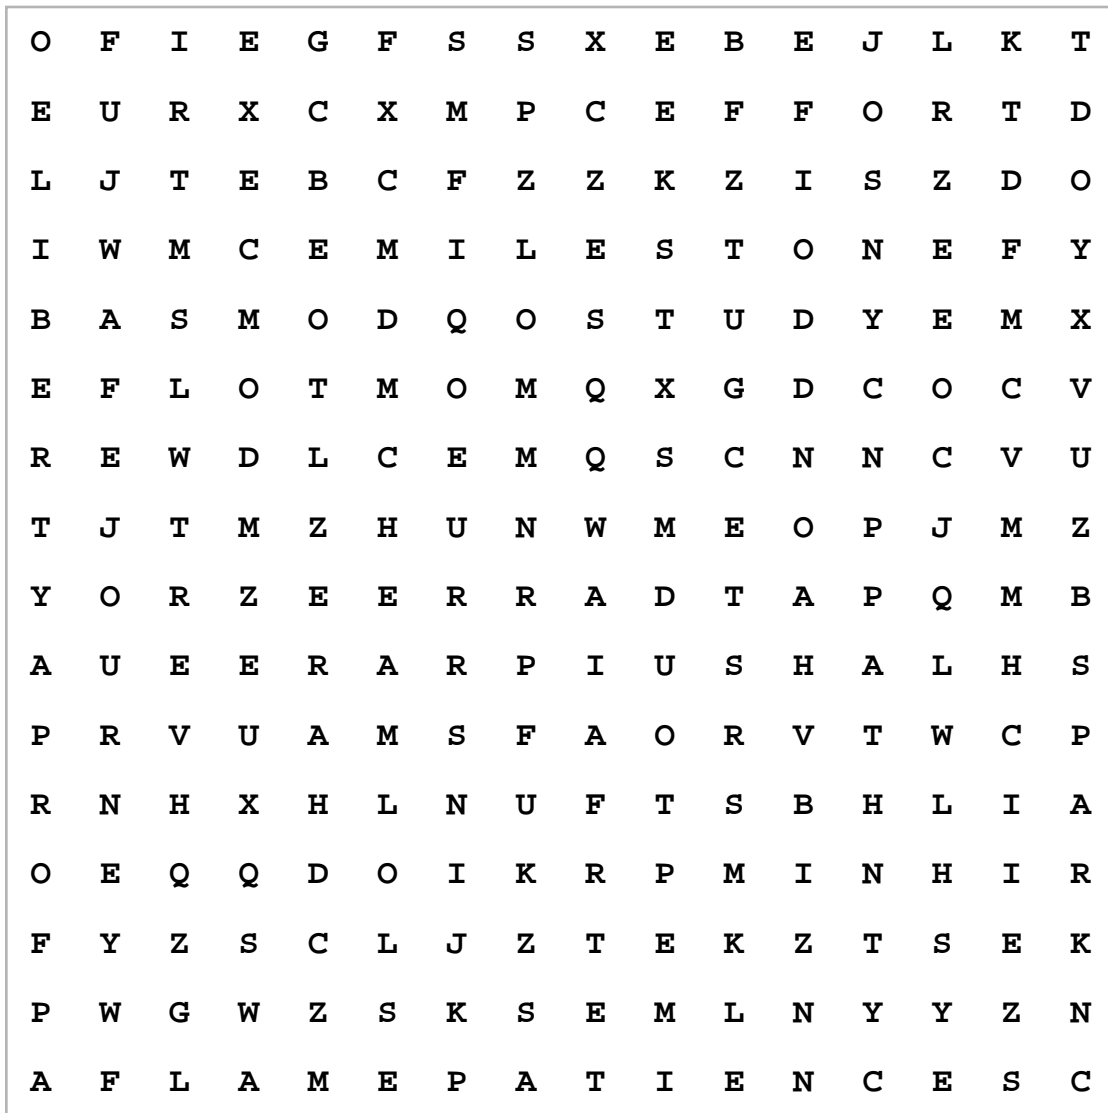 O F I E G F S S X E B E J L K T
E U R X C X M P C E F F O R T D
L J T E B C F Z Z K Z I S Z D O
I W M C E M I L E S T O N E F Y
B A S M O D Q O S T U D Y E M X
E F L O T M O M Q X G D C O C V
R E W D L C E M Q S C N N C V U
T J T M Z H U N W M E O P J M Z
Y O R Z E E R R A D T A P Q M B
A U E E R A R P I U S H A L H S
P R V U A M S F A O R V T W C P
R N H X H L N U F T S B H L I A
O E Q Q D O I K R P M I N H I R
F Y Z S C L J Z T E K Z T S E K
P W G W Z S K S E M L N Y Y Z N
A F L A M E P A T I E N C E S C